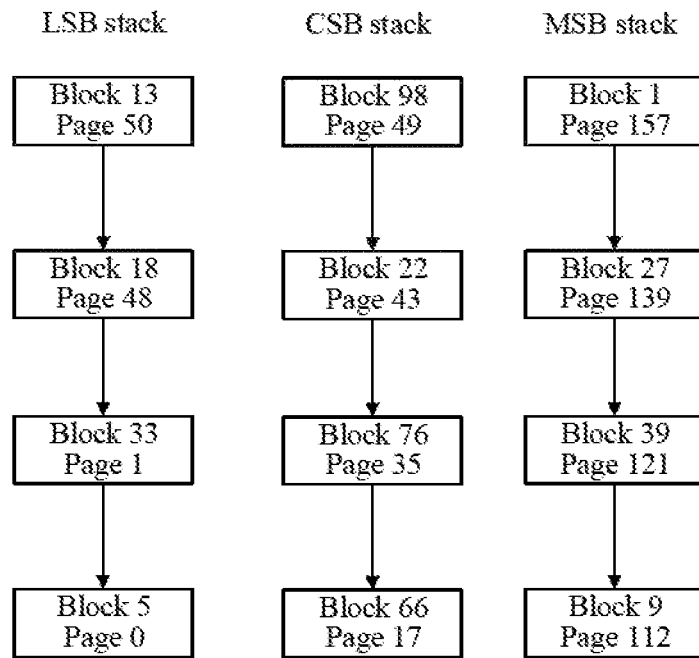 LSB stack
CSB stack
MSB stack
Block 13
Page 50
Block 98
Page 49
Block 1
Page 157
Block 18
Page 48
Block 22
Page 43
Block 27
Page 139
Block 33
Page 1
Block 76
Page 35
Block 39
Page 121
Block 5
Page 0
Block 66
Page 17
Block 9
Page 112